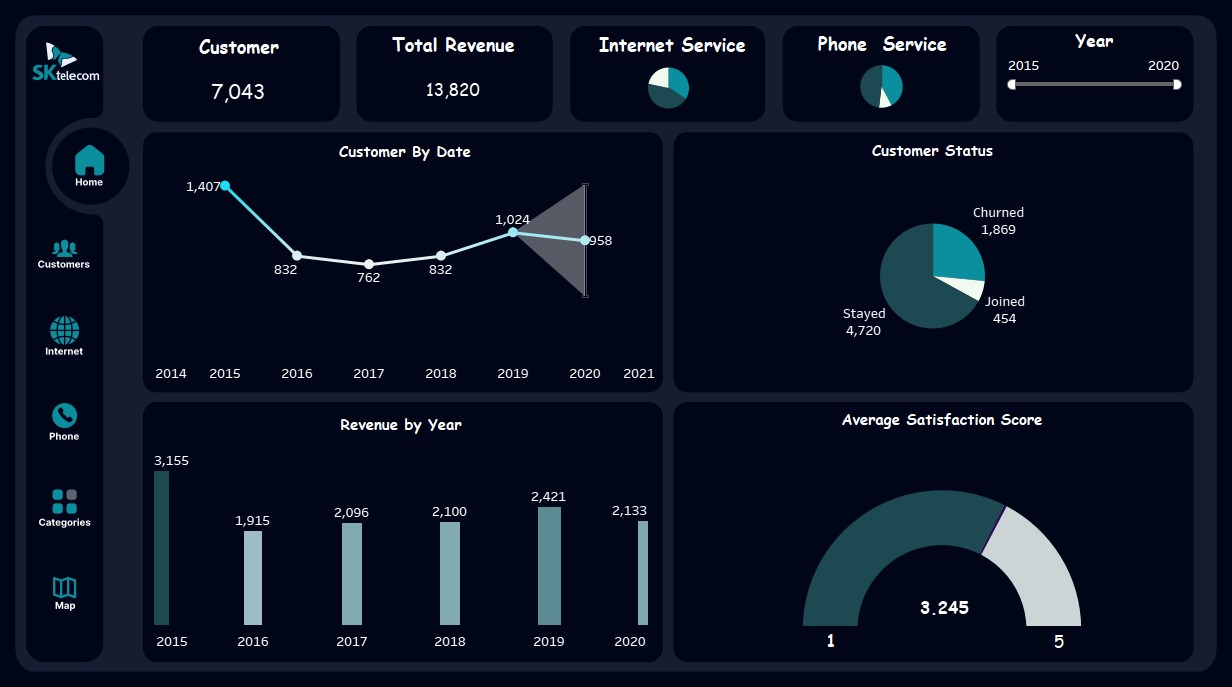 SKtelecom
Customer
7,043
Total Revenue
13,820
Internet Service
Phone Service
Year
2015 2020
Home
Customers
Internet
Phone
Categories
Map
Customer By Date
1,407
832
762
832
1,024
958
2014 2015 2016 2017 2018 2019 2020 2021
Customer Status
Churned
1,869
Joined
454
Stayed
4,720
Revenue by Year
3,155
1,915
2,096
2,100
2,421
2,133
2015 2016 2017 2018 2019 2020
Average Satisfaction Score
3.245
1 5